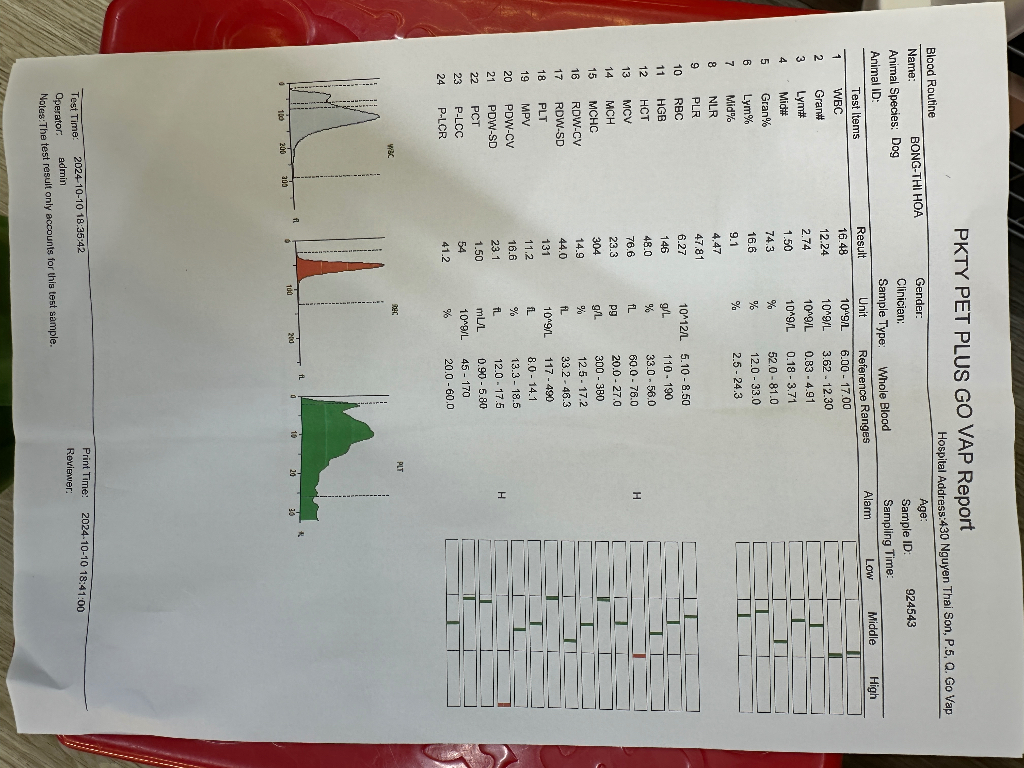 PKTY PET PLUS GO VAP Report
Hospital Address:430 Nguyen Thai Son, P.5, Q. Go Vap
Blood Routine
Name: BONG-THI HOA Gender: Age:
Animal Species: Dog Clinician: Sample ID: 924543
Animal ID: Sample Type: Whole Blood Sampling Time:
Test Items Result Unit Reference Ranges Alarm Low Middle High
1 WBC 16.48 10^9/L 6.00 - 17.00
2 Gran# 12.24 10^9/L 3.62 - 12.30
3 Lym# 2.74 10^9/L 0.83 - 4.91
4 Mid# 1.50 10^9/L 0.18 - 3.71
5 Gran% 74.3 % 52.0 - 81.0
6 Lym% 16.6 % 12.0 - 33.0
7 Mid% 9.1 % 2.5 - 24.3
8 NLR 4.47
9 PLR 47.81
10 RBC 6.27 10^12/L 5.10 - 8.50
11 HGB 146 g/L 110 - 190
12 HCT 48.0 % 33.0 - 56.0
13 MCV 76.6 fL 60.0 - 76.0 H
14 MCH 23.3 pg 20.0 - 27.0
15 MCHC 304 g/L 300 - 380
16 RDW-CV 14.9 % 12.5 - 17.2
17 RDW-SD 44.0 fL 33.2 - 46.3
18 PLT 131 10^9/L 117 - 490
19 MPV 11.2 fL 8.0 - 14.1
20 PDW-CV 16.6 % 13.3 - 18.5
21 PDW-SD 23.1 fL 12.0 - 17.5 H
22 PCT 1.50 mL/L 0.90 - 5.80
23 P-LCC 54 10^9/L 45 - 170
24 P-LCR 41.2 % 20.0 - 60.0
WBC RBC PLT
0 100 200 300 fL 0 100 200 fL 0 10 20 30 fL
Test Time: 2024-10-10 18:35:42 Print Time: 2024-10-10 18:41:00
Operator: admin Reviewer:
Notes:The test result only accounts for this test sample.